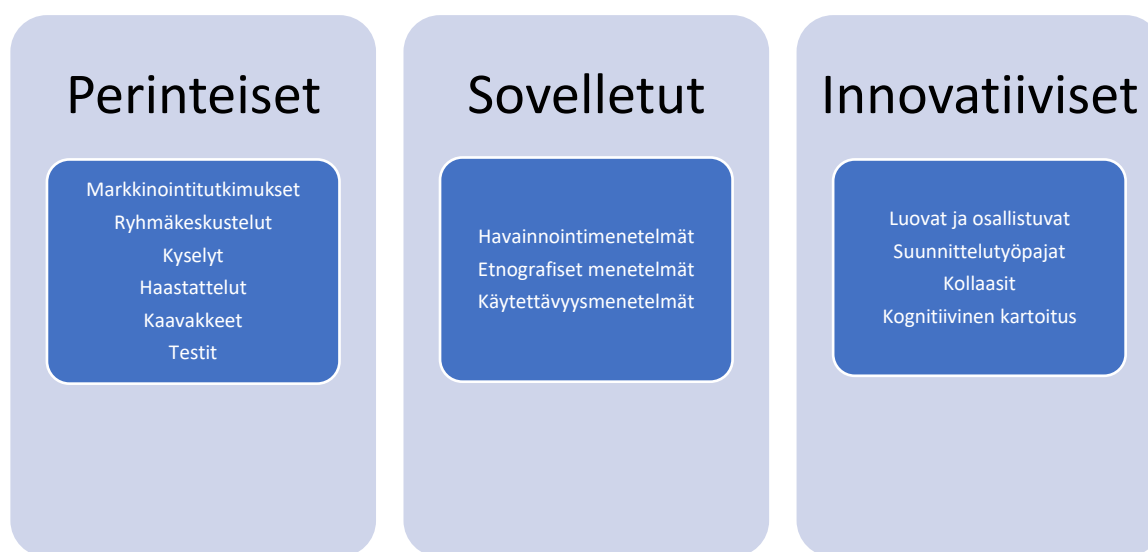 Perinteiset
Markkinointitutkimukset
Ryhmäkeskustelut
Kyselyt
Haastattelut
Kaavakkeet
Testit
Sovelletut
Havainnointimenetelmät
Etnografiset menetelmät
Käytettävyysmenetelmät
Innovatiiviset
Luovat ja osallistuvat
Suunnittelutyöpajat
Kollaasit
Kognitiivinen kartoitus